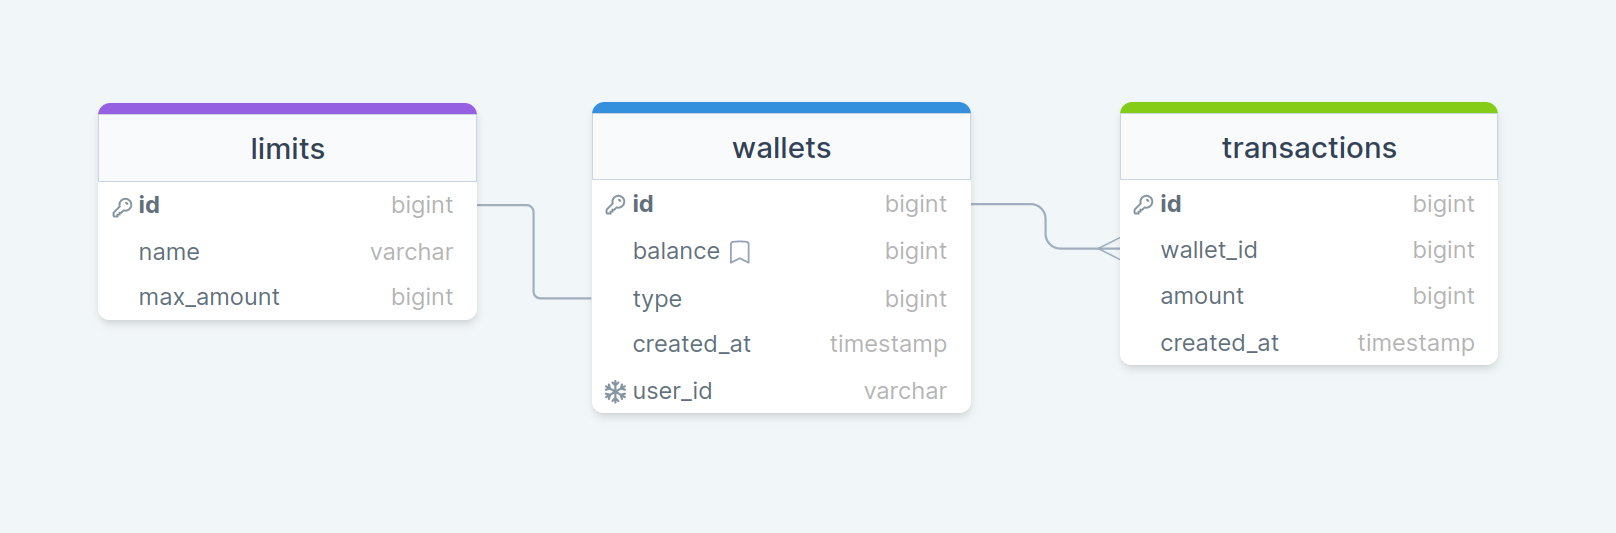 limits
id bigint
name varchar
max_amount bigint
wallets
id bigint
balance bigint
type bigint
created_at timestamp
user_id varchar
transactions
id bigint
wallet_id bigint
amount bigint
created_at timestamp